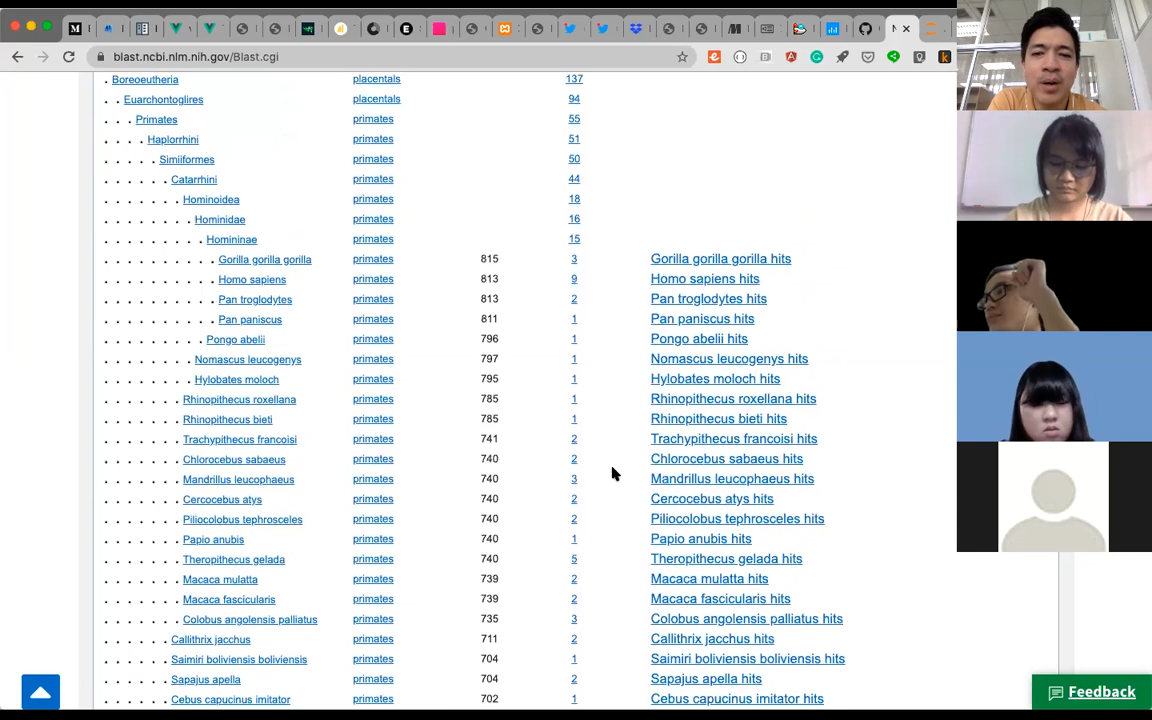 blast.ncbi.nlm.nih.gov/Blast.cgi
. Boreoeutheria placentals 137
. . Euarchontoglires placentals 94
. . . Primates primates 55
. . . . Haplorrhini primates 51
. . . . . Simiiformes primates 50
. . . . . . Catarrhini primates 44
. . . . . . . Hominoidea primates 18
. . . . . . . . Hominidae primates 16
. . . . . . . . . Homininae primates 15
. . . . . . . . . . Gorilla gorilla gorilla primates 815 3 Gorilla gorilla gorilla hits
. . . . . . . . . . Homo sapiens primates 813 9 Homo sapiens hits
. . . . . . . . . . Pan troglodytes primates 813 2 Pan troglodytes hits
. . . . . . . . . . Pan paniscus primates 811 1 Pan paniscus hits
. . . . . . . . . Pongo abelii primates 796 1 Pongo abelii hits
. . . . . . . . Nomascus leucogenys primates 797 1 Nomascus leucogenys hits
. . . . . . . . Hylobates moloch primates 795 1 Hylobates moloch hits
. . . . . . . Rhinopithecus roxellana primates 785 1 Rhinopithecus roxellana hits
. . . . . . . Rhinopithecus bieti primates 785 1 Rhinopithecus bieti hits
. . . . . . . Trachypithecus francoisi primates 741 2 Trachypithecus francoisi hits
. . . . . . . Chlorocebus sabaeus primates 740 2 Chlorocebus sabaeus hits
. . . . . . . Mandrillus leucophaeus primates 740 3 Mandrillus leucophaeus hits
. . . . . . . Cercocebus atys primates 740 2 Cercocebus atys hits
. . . . . . . Piliocolobus tephrosceles primates 740 2 Piliocolobus tephrosceles hits
. . . . . . . Papio anubis primates 740 1 Papio anubis hits
. . . . . . . Theropithecus gelada primates 740 5 Theropithecus gelada hits
. . . . . . . Macaca mulatta primates 739 2 Macaca mulatta hits
. . . . . . . Macaca fascicularis primates 739 2 Macaca fascicularis hits
. . . . . . . Colobus angolensis palliatus primates 735 3 Colobus angolensis palliatus hits
. . . . . . Callithrix jacchus primates 711 2 Callithrix jacchus hits
. . . . . . Saimiri boliviensis boliviensis primates 704 1 Saimiri boliviensis boliviensis hits
. . . . . . Sapajus apella primates 704 2 Sapajus apella hits
. . . . . . Cebus capucinus imitator primates 702 1 Cebus capucinus imitator hits
Feedback